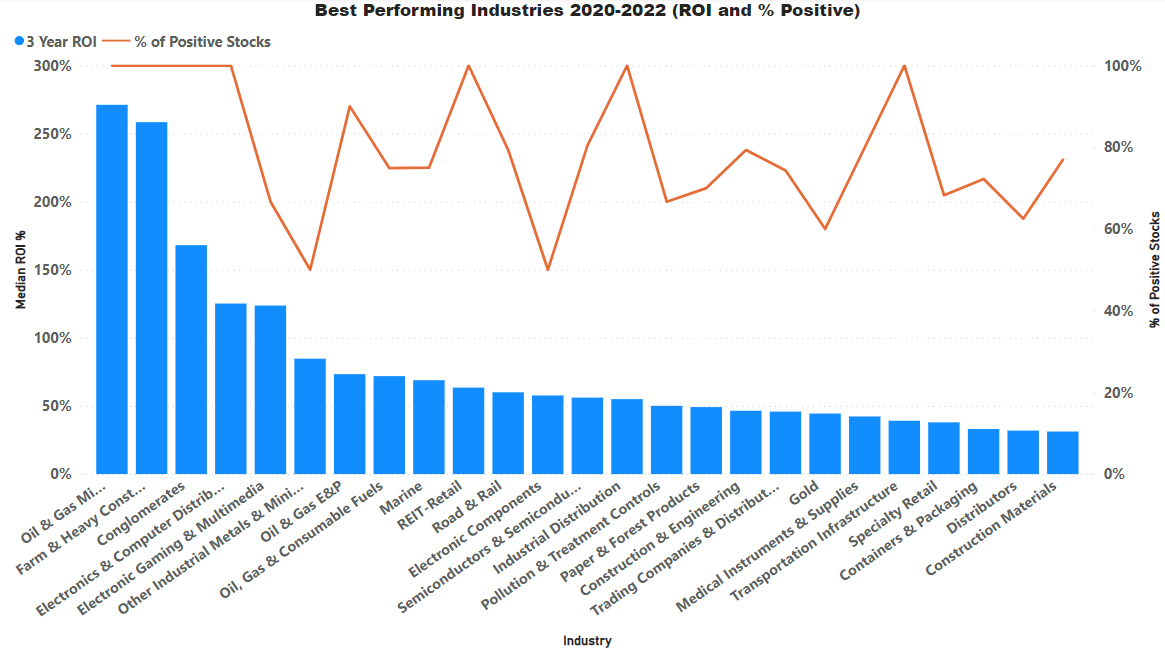 Best Performing Industries 2020-2022 (ROI and % Positive)
3 Year ROI % of Positive Stocks
300% 100%
250%
80%
200%
60%
150%
40%
100%
20%
50%
0% 0%
Median ROI %
% of Positive Stocks
Oil & Gas Mi...
Farm & Heavy Const...
Conglomerates
Electronics & Computer Distrib...
Electronic Gaming & Multimedia
Other Industrial Metals & Mini...
Oil & Gas E&P
Oil, Gas & Consumable Fuels
Marine
REIT-Retail
Road & Rail
Electronic Components
Semiconductors & Semicondu...
Industrial Distribution
Pollution & Treatment Controls
Paper & Forest Products
Construction & Engineering
Trading Companies & Distribut...
Gold
Medical Instruments & Supplies
Transportation Infrastructure
Specialty Retail
Containers & Packaging
Distributors
Construction Materials
Industry